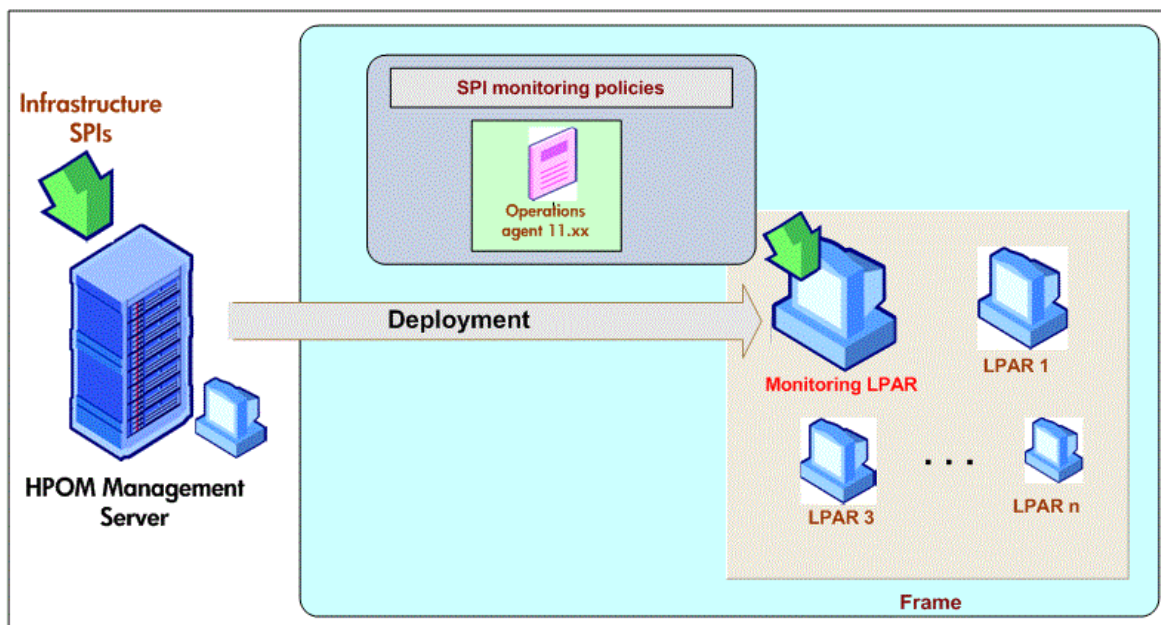 Infrastructure
SPIs
HPOM Management
Server
SPI monitoring policies
Operations
agent 11.xx
Deployment
Monitoring LPAR
LPAR 1
LPAR 3
. . .
LPAR n
Frame